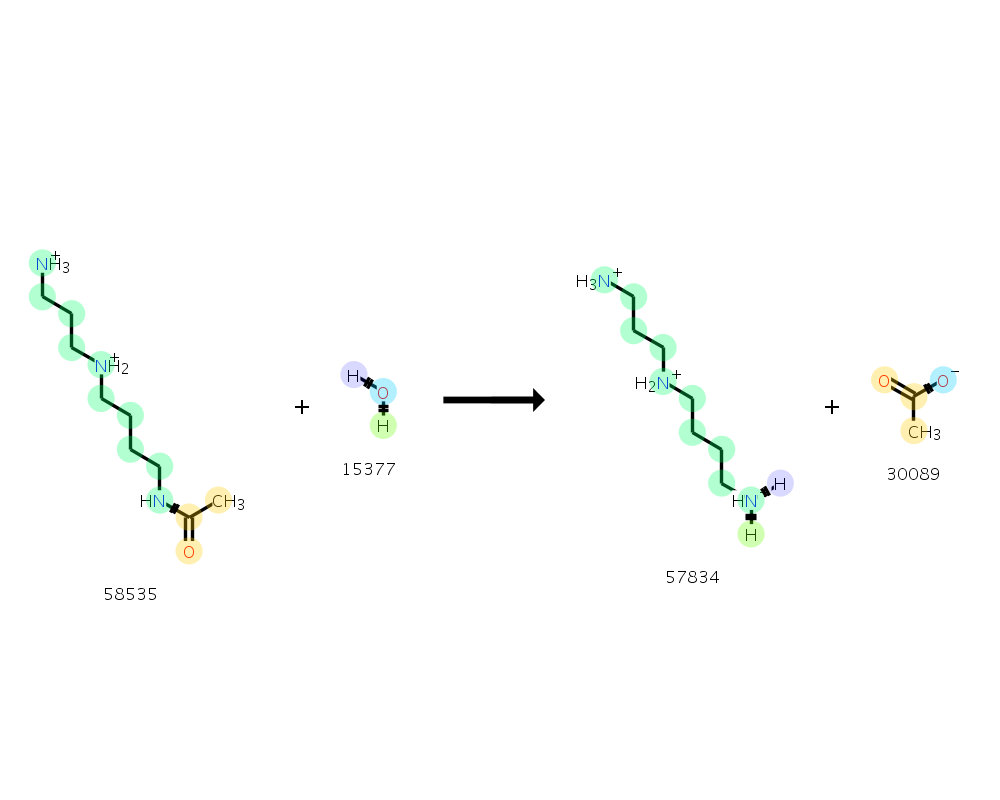 NH3+
NH2+
HN
CH3
O
58535
+
H
O
H
15377
H3N+
H2N+
HN
H
H
57834
+
O
O−
CH3
30089